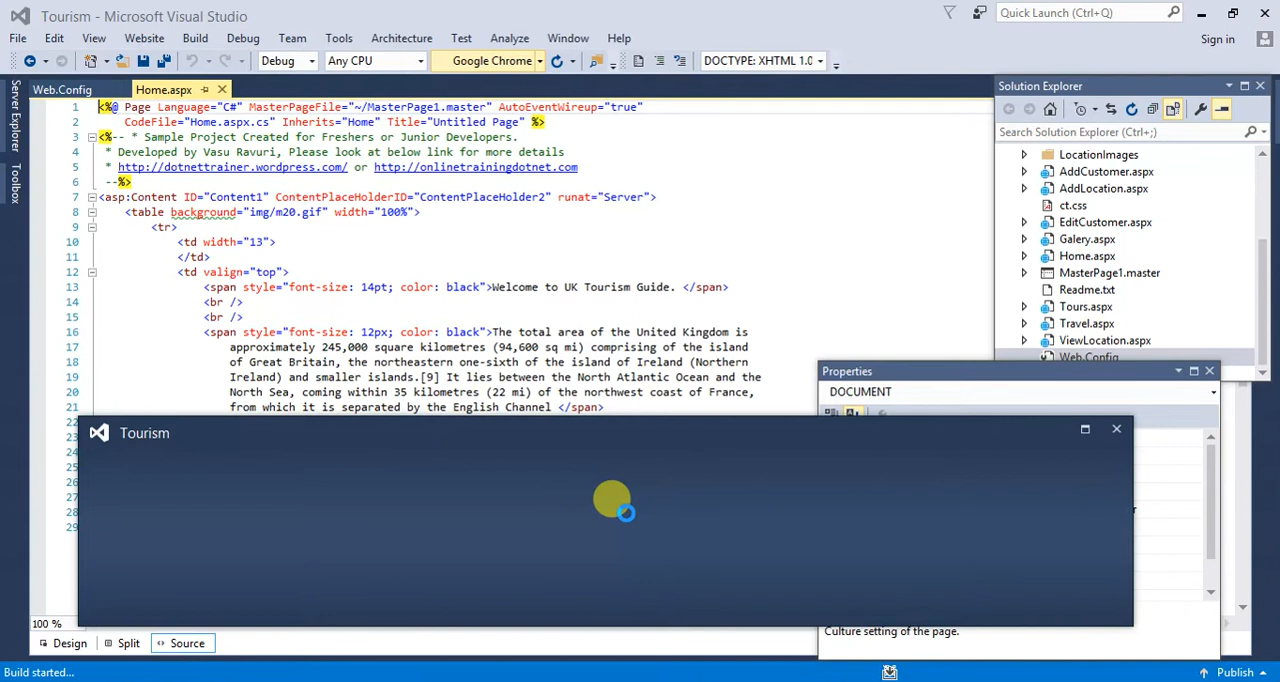 Tourism - Microsoft Visual Studio
Quick Launch (Ctrl+Q)
File Edit View Website Build Debug Team Tools Architecture Test Analyze Window Help
Sign in
Debug Any CPU Google Chrome DOCTYPE: XHTML 1.0
Server Explorer
Toolbox
Web.Config Home.aspx
1 <%@ Page Language="C#" MasterPageFile="~/MasterPage1.master" AutoEventWireup="true"
2 CodeFile="Home.aspx.cs" Inherits="Home" Title="Untitled Page" %>
3 <%-- * Sample Project Created for Freshers or Junior Developers.
4 * Developed by Vasu Ravuri, Please look at below link for more details
5 * http://dotnettrainer.wordpress.com/ or http://onlinetrainingdotnet.com
6 --%>
7 <asp:Content ID="Content1" ContentPlaceHolderID="ContentPlaceHolder2" runat="Server">
8 <table background="img/m20.gif" width="100%">
9 <tr>
10 <td width="13">
11 </td>
12 <td valign="top">
13 <span style="font-size: 14pt; color: black">Welcome to UK Tourism Guide. </span>
14 <br />
15 <br />
16 <span style="font-size: 12px; color: black">The total area of the United Kingdom is
17 approximately 245,000 square kilometres (94,600 sq mi) comprising of the island
18 of Great Britain, the northeastern one-sixth of the island of Ireland (Northern
19 Ireland) and smaller islands.[9] It lies between the North Atlantic Ocean and the
20 North Sea, coming within 35 kilometres (22 mi) of the northwest coast of France,
21 from which it is separated by the English Channel </span>
22
23
24
25
26
27
28
29
Tourism
100 %
Design Split Source
Solution Explorer
Search Solution Explorer (Ctrl+;)
LocationImages
AddCustomer.aspx
AddLocation.aspx
ct.css
EditCustomer.aspx
Galery.aspx
Home.aspx
MasterPage1.master
Readme.txt
Tours.aspx
Travel.aspx
ViewLocation.aspx
Web.Config
Properties
DOCUMENT
Culture setting of the page.
Build started...
Publish